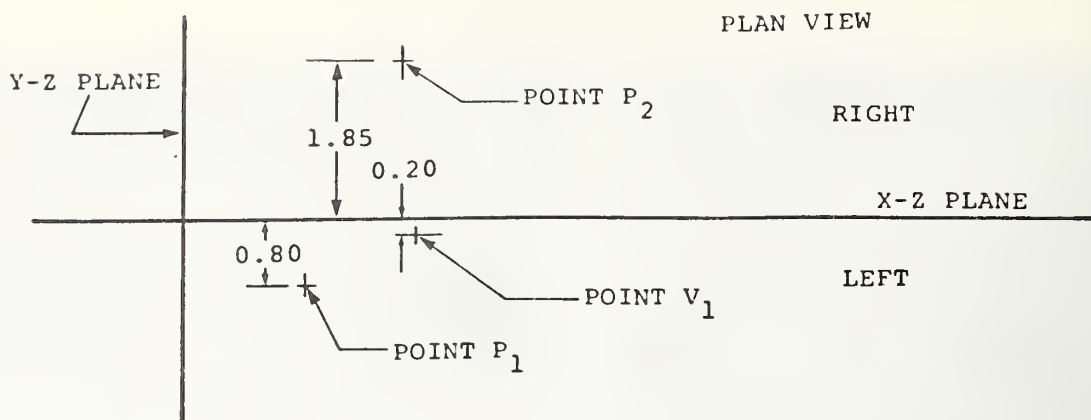 PLAN VIEW
Y-Z PLANE
POINT P2
RIGHT
1.85
0.20
X-Z PLANE
0.80
LEFT
POINT V1
POINT P1